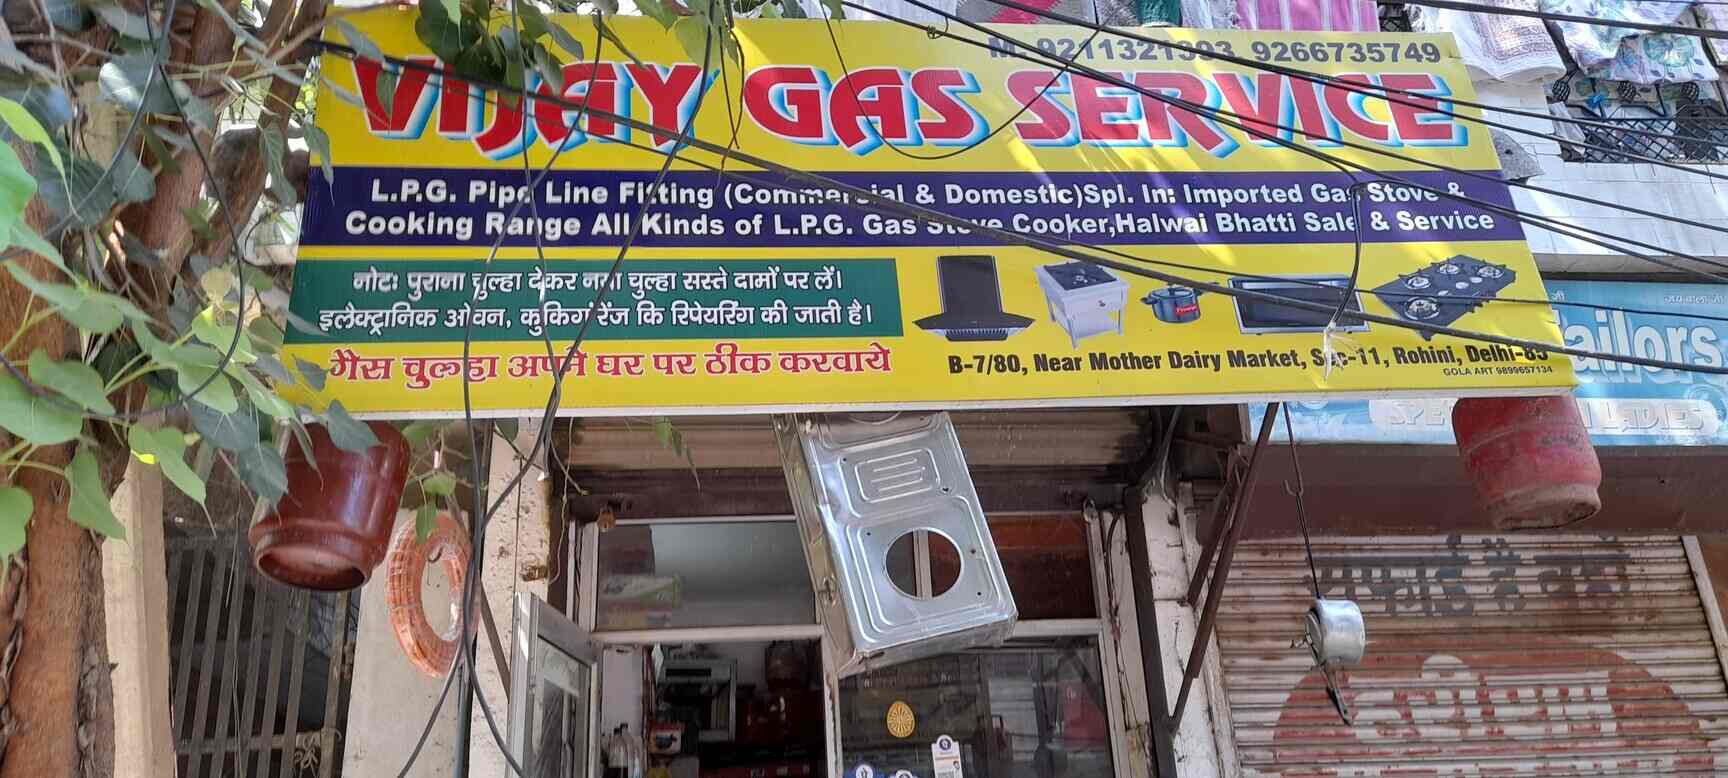 M. 9211321393, 9266735749
VIJAY GAS SERVICE
L.P.G. Pipe Line Fitting (Commercial & Domestic)Spl. In: Imported Gas Stove &
Cooking Range All Kinds of L.P.G. Gas Stove Cooker,Halwai Bhatti Sale & Service
नोटः पुराना चुल्हा देकर नया चुल्हा सस्ते दामों पर लें।
इलैक्ट्रानिक ओवन, कुकिंग रेंज कि रिपेयरिंग की जाती है।
गैस चुल्हा अपने घर पर ठीक करवाये
B-7/80, Near Mother Dairy Market, Sec-11, Rohini, Delhi-85
GOLA ART 9899657134
ailors
LADIES